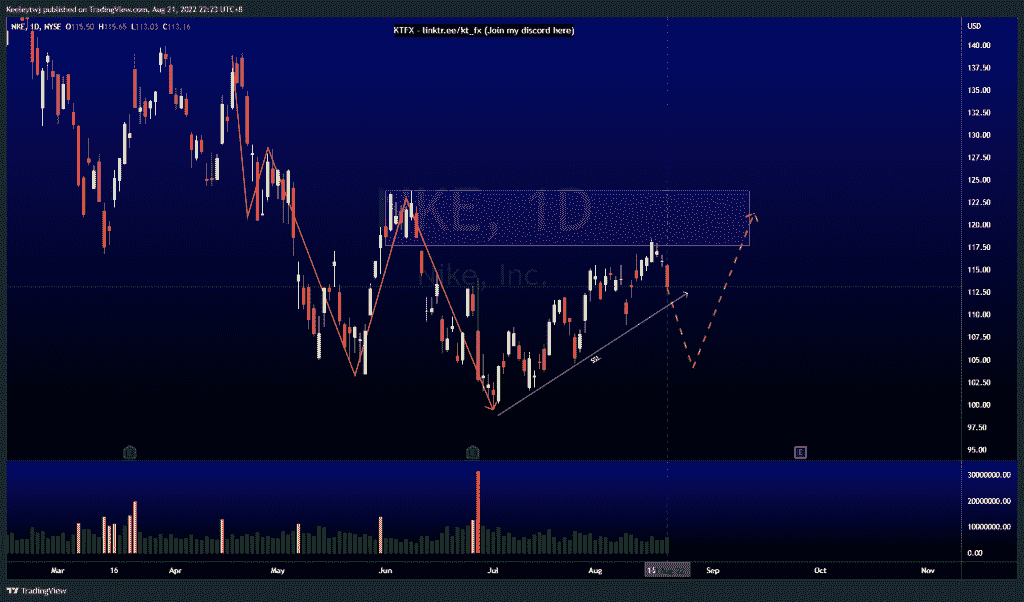 Keeleytwj published on TradingView.com, Aug 21, 2022 22:23 UTC+8
NKE, 1D, NYSE O115.50 H115.65 L113.03 C113.16
KTFX - linktr.ee/kt_fx (Join my discord here)
USD
140.00
137.50
135.00
132.50
130.00
127.50
125.00
122.50
120.00
117.50
115.00
112.50
110.00
107.50
105.00
102.50
100.00
97.50
95.00
NKE, 1D
Nike, Inc.
SSL
E
E
E
30000000.00
20000000.00
10000000.00
0.00
Mar
16
Apr
May
Jun
Jul
Aug
15
Sep
Oct
Nov
TradingView